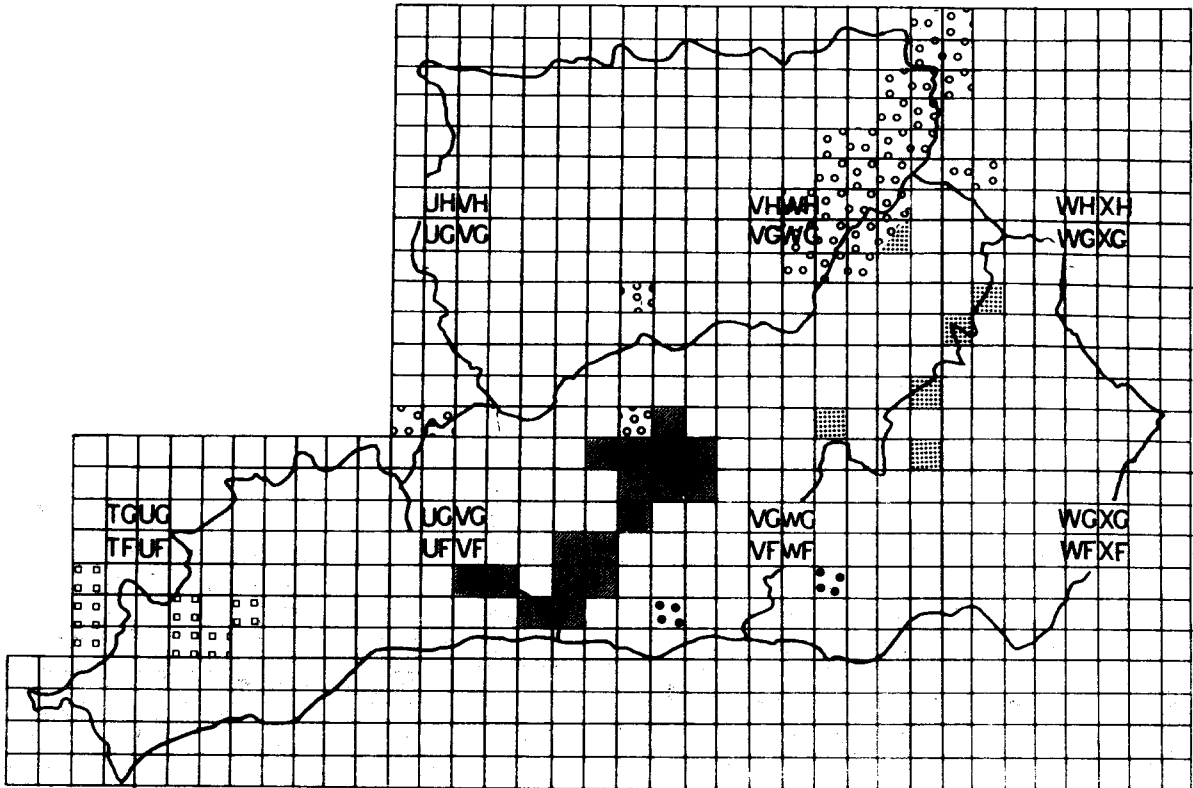 UH VH
UG VG
VH WH
VG WG
WH XH
WG XG
TG UG
TF UF
UG VG
UF VF
VG WG
VF WF
WG XG
WF XF